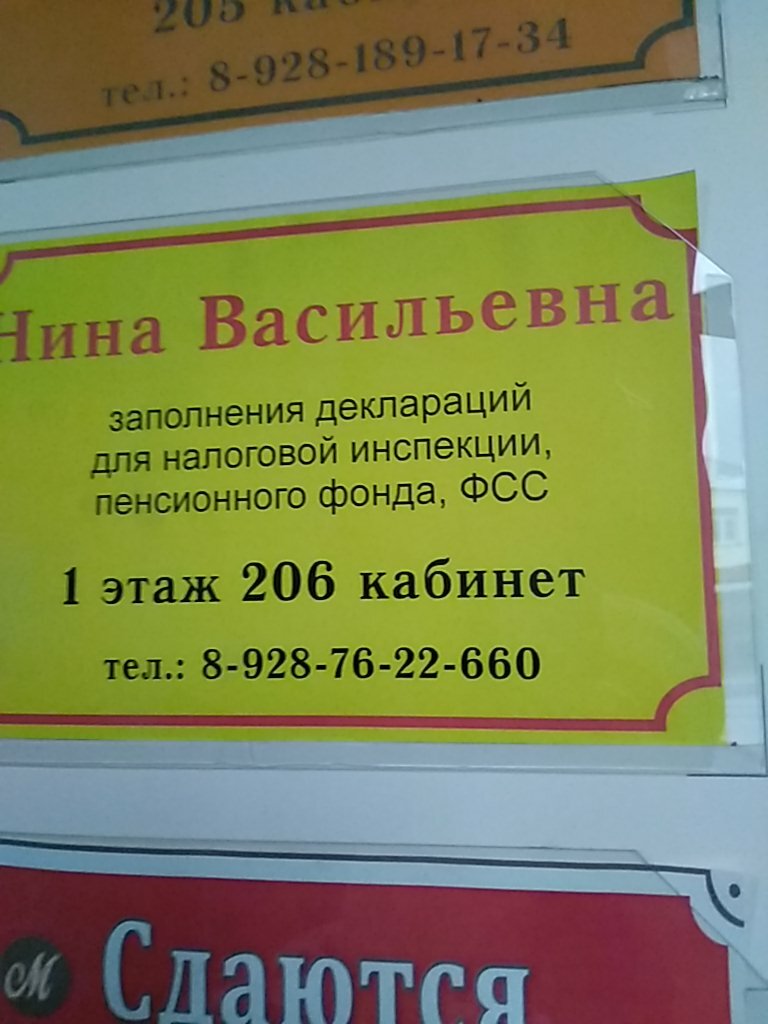 205
тел.: 8-928-189-17-34
Нина Васильевна
заполнения деклараций
для налоговой инспекции,
пенсионного фонда, ФСС
1 этаж 206 кабинет
тел.: 8-928-76-22-660
М
Сдаются